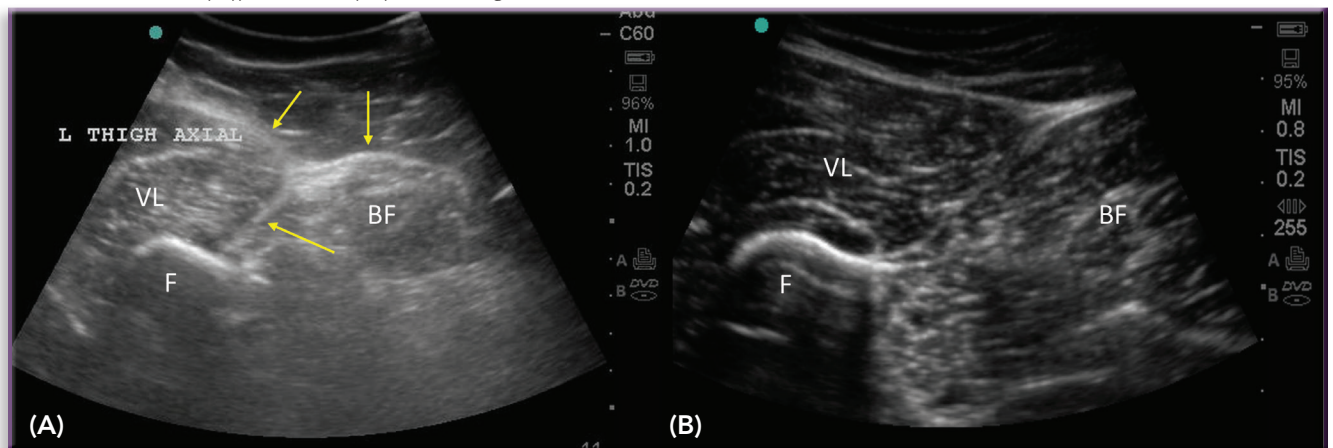 Abd
C60
96%
MI
1.0
TIS
0.2
L THIGH AXIAL
VL
BF
F
A
B DVD
(A)
95%
MI
0.8
TIS
0.2
255
VL
BF
F
A
B DVD
(B)